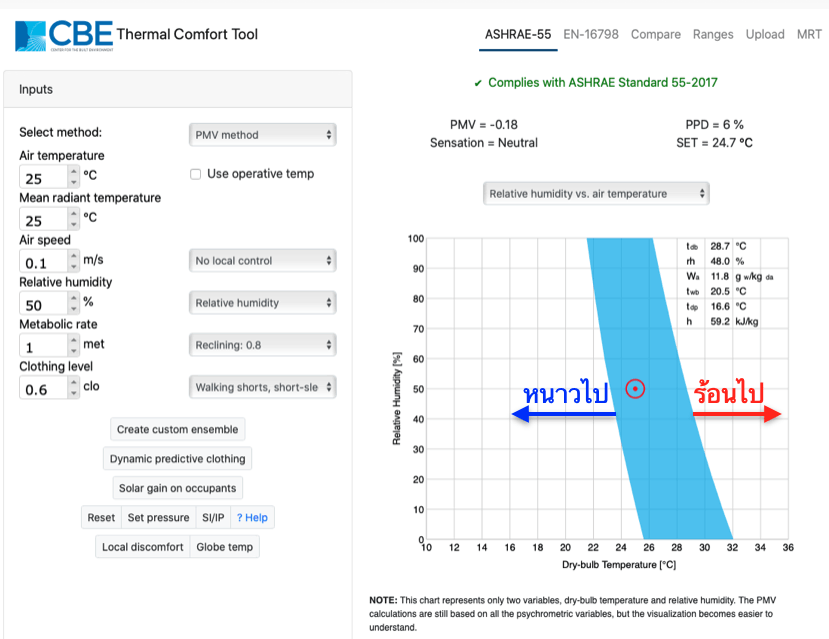 CBE Thermal Comfort Tool
CENTER FOR THE BUILT ENVIRONMENT
ASHRAE-55 EN-16798 Compare Ranges Upload MRT
Inputs
Select method:
PMV method
Air temperature
25 °C
Use operative temp
Mean radiant temperature
25 °C
Air speed
0.1 m/s
No local control
Relative humidity
50 %
Relative humidity
Metabolic rate
1 met
Reclining: 0.8
Clothing level
0.6 clo
Walking shorts, short-sle
Create custom ensemble
Dynamic predictive clothing
Solar gain on occupants
Reset Set pressure SI/IP ? Help
Local discomfort Globe temp
✔ Complies with ASHRAE Standard 55-2017
PMV = -0.18 PPD = 6 %
Sensation = Neutral SET = 24.7 °C
Relative humidity vs. air temperature
tdb 28.7 °C
rh 48.0 %
Wa 11.8 g w/kg da
twb 20.5 °C
tdp 16.6 °C
h 59.2 kJ/kg
Relative Humidity [%]
100
90
80
70
60
50
40
30
20
10
0
หนาวไป
ร้อนไป
10 12 14 16 18 20 22 24 26 28 30 32 34 36
Dry-bulb Temperature [°C]
NOTE: This chart represents only two variables, dry-bulb temperature and relative humidity. The PMV
calculations are still based on all the psychrometric variables, but the visualization becomes easier to
understand.